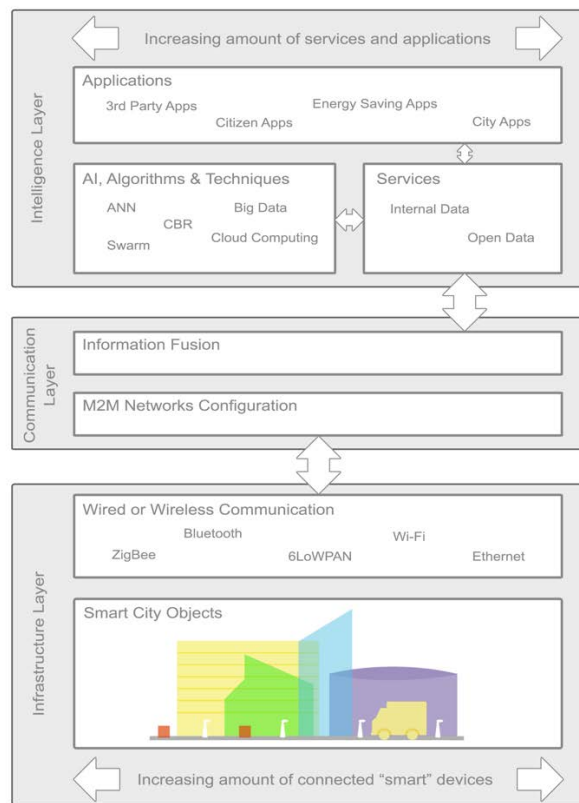 Intelligence Layer
Increasing amount of services and applications
Applications
3rd Party Apps
Energy Saving Apps
Citizen Apps
City Apps
AI, Algorithms & Techniques
ANN
Big Data
CBR
Swarm
Cloud Computing
Services
Internal Data
Open Data
Communication
Layer
Information Fusion
M2M Networks Configuration
Infrastructure Layer
Wired or Wireless Communication
Bluetooth
Wi-Fi
ZigBee
6LoWPAN
Ethernet
Smart City Objects
Increasing amount of connected “smart” devices